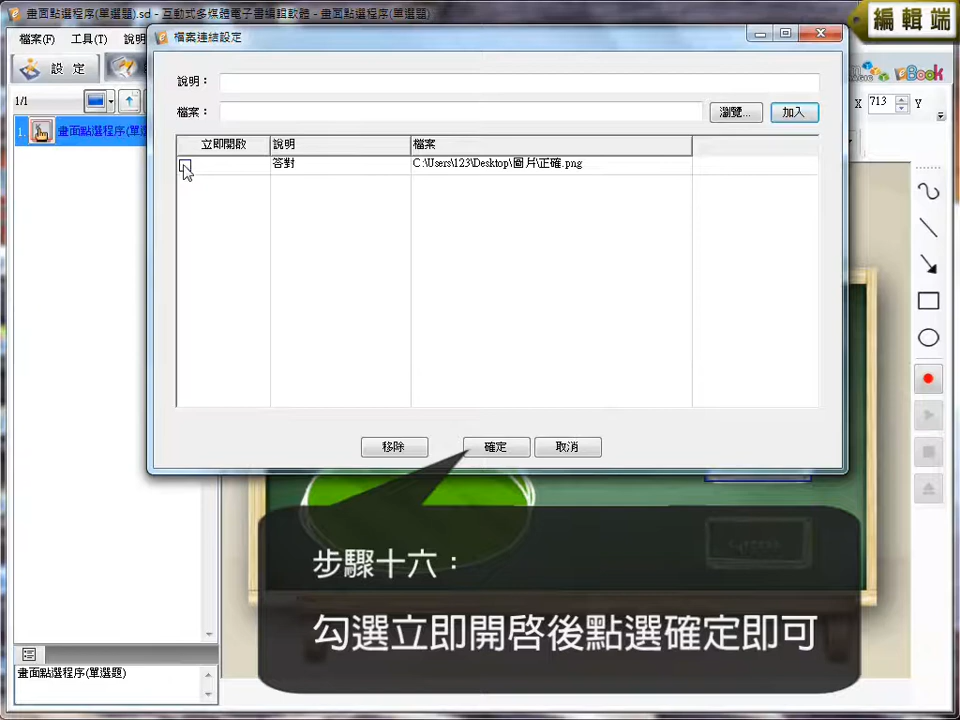 畫面點選程序(單選題).sd - 互動式多媒體電子書編輯軟體 - 畫面點選程序(單選題)
編輯端
檔案(F) 工具(T) 說明
檔案連結設定
設 定
說明：
eBook
1/1
檔案：
瀏覽...
加入
X 713 Y
1. 畫面點選程序(單選
立即開啟 說明 檔案
答對 C:\Users\123\Desktop\圖片\正確.png
移除 確定 取消
步驟十六：
勾選立即開啓後點選確定即可
畫面點選程序(單選題)